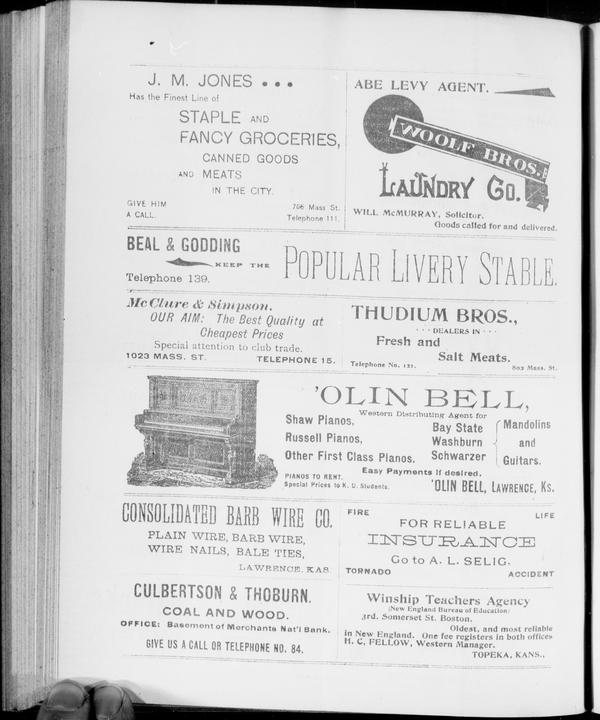 J. M. JONES •••
Has the Finest Line of
STAPLE AND
FANCY GROCERIES,
CANNED GOODS
AND MEATS
IN THE CITY.
GIVE HIM
A CALL.
706 Mass St.
Telephone 111.
ABE LEVY AGENT.
WOOLF BROS.
LAUNDRY CO.
WILL McMURRAY, Solicitor.
Goods called for and delivered.
BEAL & GODDING
KEEP THE
Telephone 139.
POPULAR LIVERY STABLE.
McClure & Simpson.
OUR AIM: The Best Quality at
Cheapest Prices
Special attention to club trade.
1023 MASS. ST. TELEPHONE 15.
THUDIUM BROS.,
··· DEALERS IN ···
Fresh and
Salt Meats.
Telephone No. 121. 802 Mass. St.
'OLIN BELL,
Western Distributing Agent for
Shaw Pianos,
Russell Pianos,
Other First Class Pianos.
Bay State
Washburn
Schwarzer
Mandolins
and
Guitars.
Easy Payments if desired.
PIANOS TO RENT.
Special Prices to K. U. Students.
'OLIN BELL, LAWRENCE, KS.
CONSOLIDATED BARB WIRE CO.
PLAIN WIRE, BARB WIRE,
WIRE NAILS, BALE TIES,
LAWRENCE, KAS.
FIRE LIFE
FOR RELIABLE
INSURANCE
Go to A. L. SELIG.
TORNADO ACCIDENT
CULBERTSON & THOBURN.
COAL AND WOOD.
OFFICE: Basement of Merchants Nat'l Bank.
GIVE US A CALL OR TELEPHONE NO. 84.
Winship Teachers Agency
(New England Bureau of Education)
3rd. Somerset St. Boston.
Oldest, and most reliable
in New England. One fee registers in both offices
H. C. FELLOW, Western Manager.
TOPEKA, KANS.,